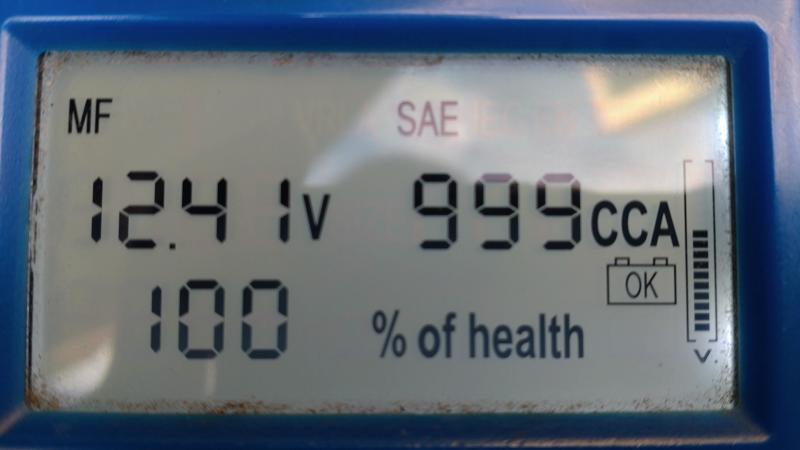 MF SAE
12.41V 999CCA
OK
100 % of health